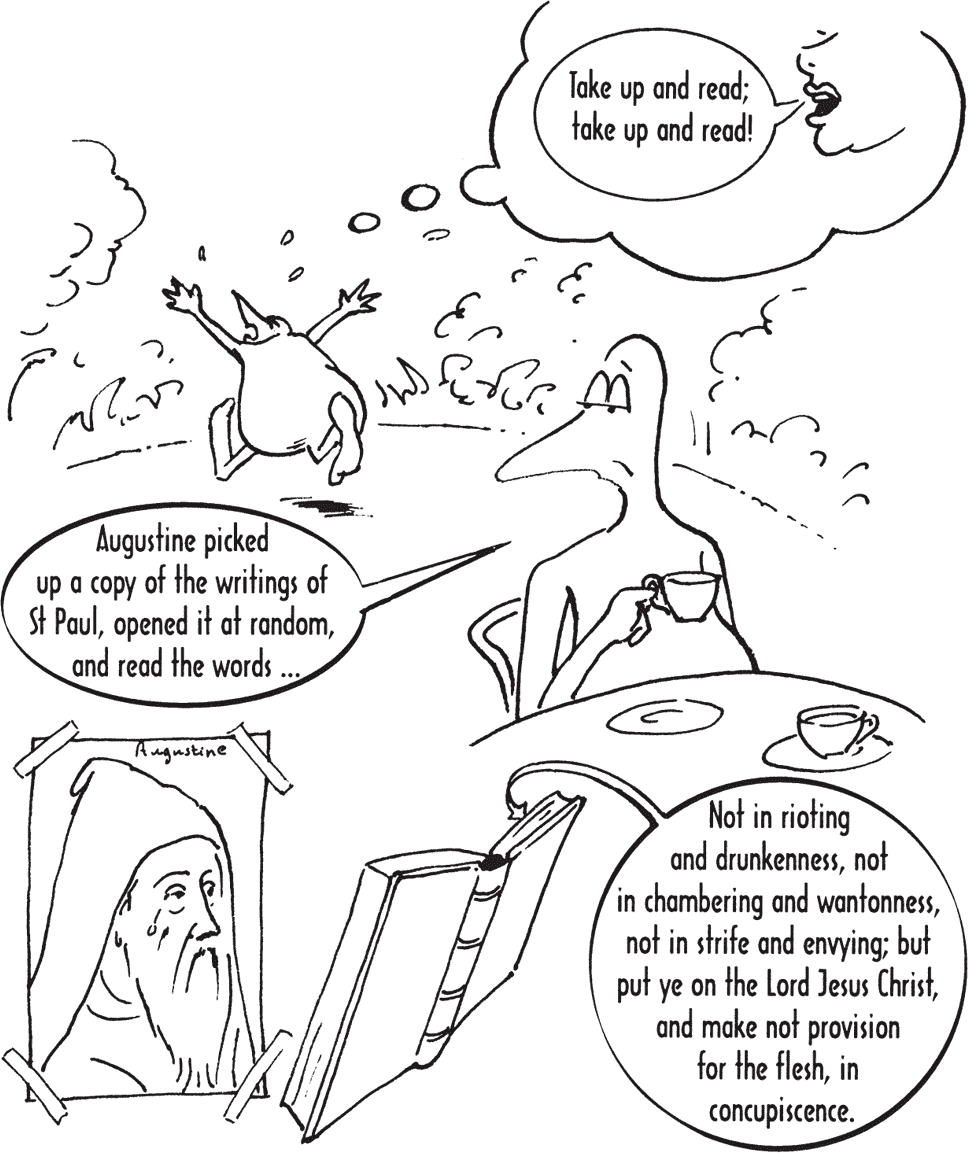 Take up and read;
take up and read!
Augustine picked
up a copy of the writings of
St Paul, opened it at random,
and read the words ...
Augustine
Not in rioting
and drunkenness, not
in chambering and wantonness,
not in strife and envying; but
put ye on the Lord Jesus Christ,
and make not provision
for the flesh, in
concupiscence.